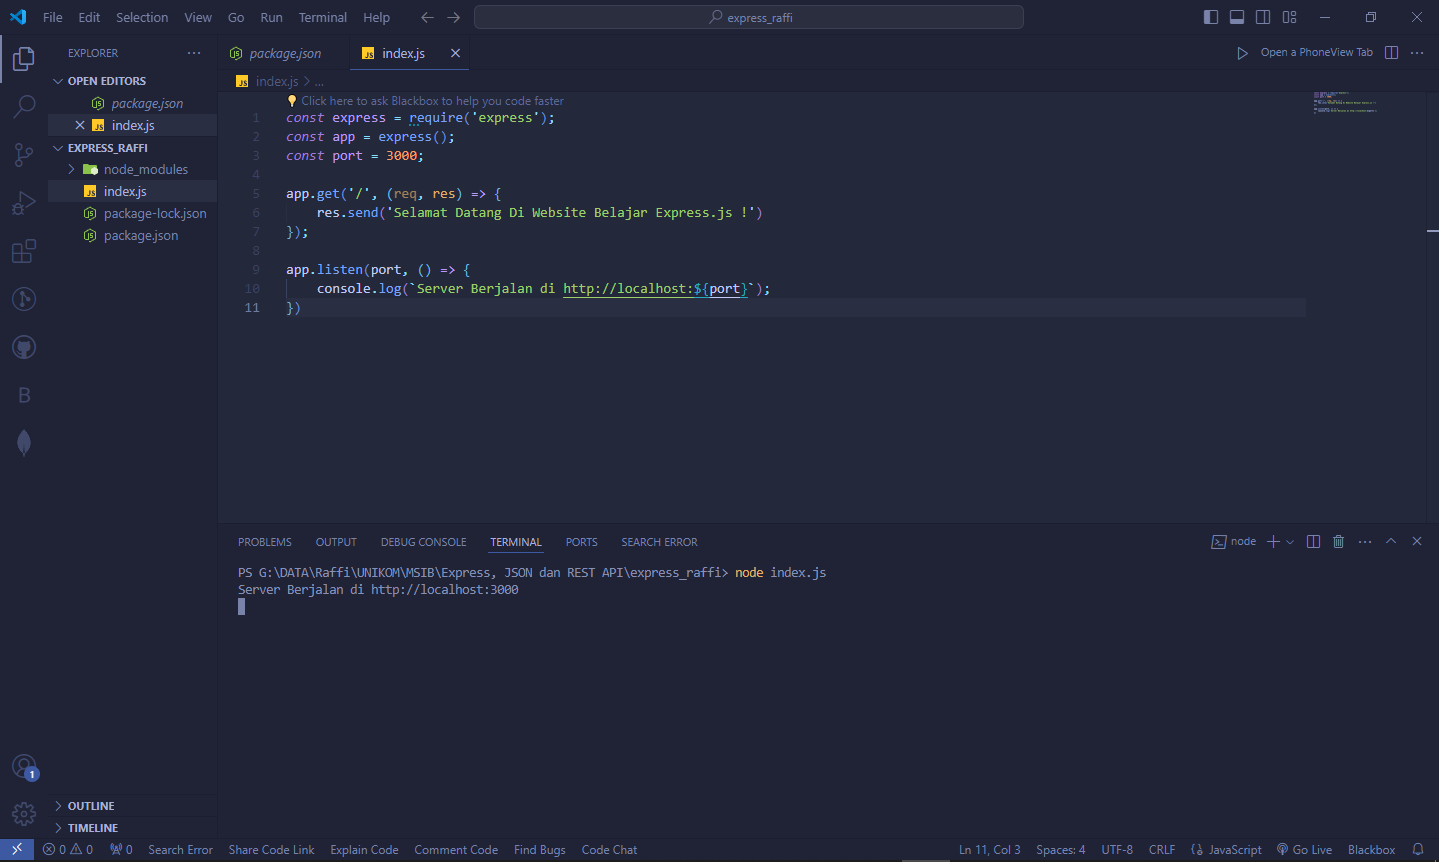 File Edit Selection View Go Run Terminal Help
express_raffi
EXPLORER
OPEN EDITORS
package.json
index.js
EXPRESS_RAFFI
node_modules
index.js
package-lock.json
package.json
OUTLINE
TIMELINE
package.json
index.js
Open a PhoneView Tab
index.js > ...
Click here to ask Blackbox to help you code faster
1 const express = require('express');
2 const app = express();
3 const port = 3000;
4
5 app.get('/', (req, res) => {
6     res.send('Selamat Datang Di Website Belajar Express.js !')
7 });
8
9 app.listen(port, () => {
10     console.log(`Server Berjalan di http://localhost:${port}`);
11 })
PROBLEMS OUTPUT DEBUG CONSOLE TERMINAL PORTS SEARCH ERROR
node
PS G:\DATA\Raffi\UNIKOM\MSIB\Express, JSON dan REST API\express_raffi> node index.js
Server Berjalan di http://localhost:3000
1
0 0 0 Search Error Share Code Link Explain Code Comment Code Find Bugs Code Chat
Ln 11, Col 3 Spaces: 4 UTF-8 CRLF JavaScript Go Live Blackbox